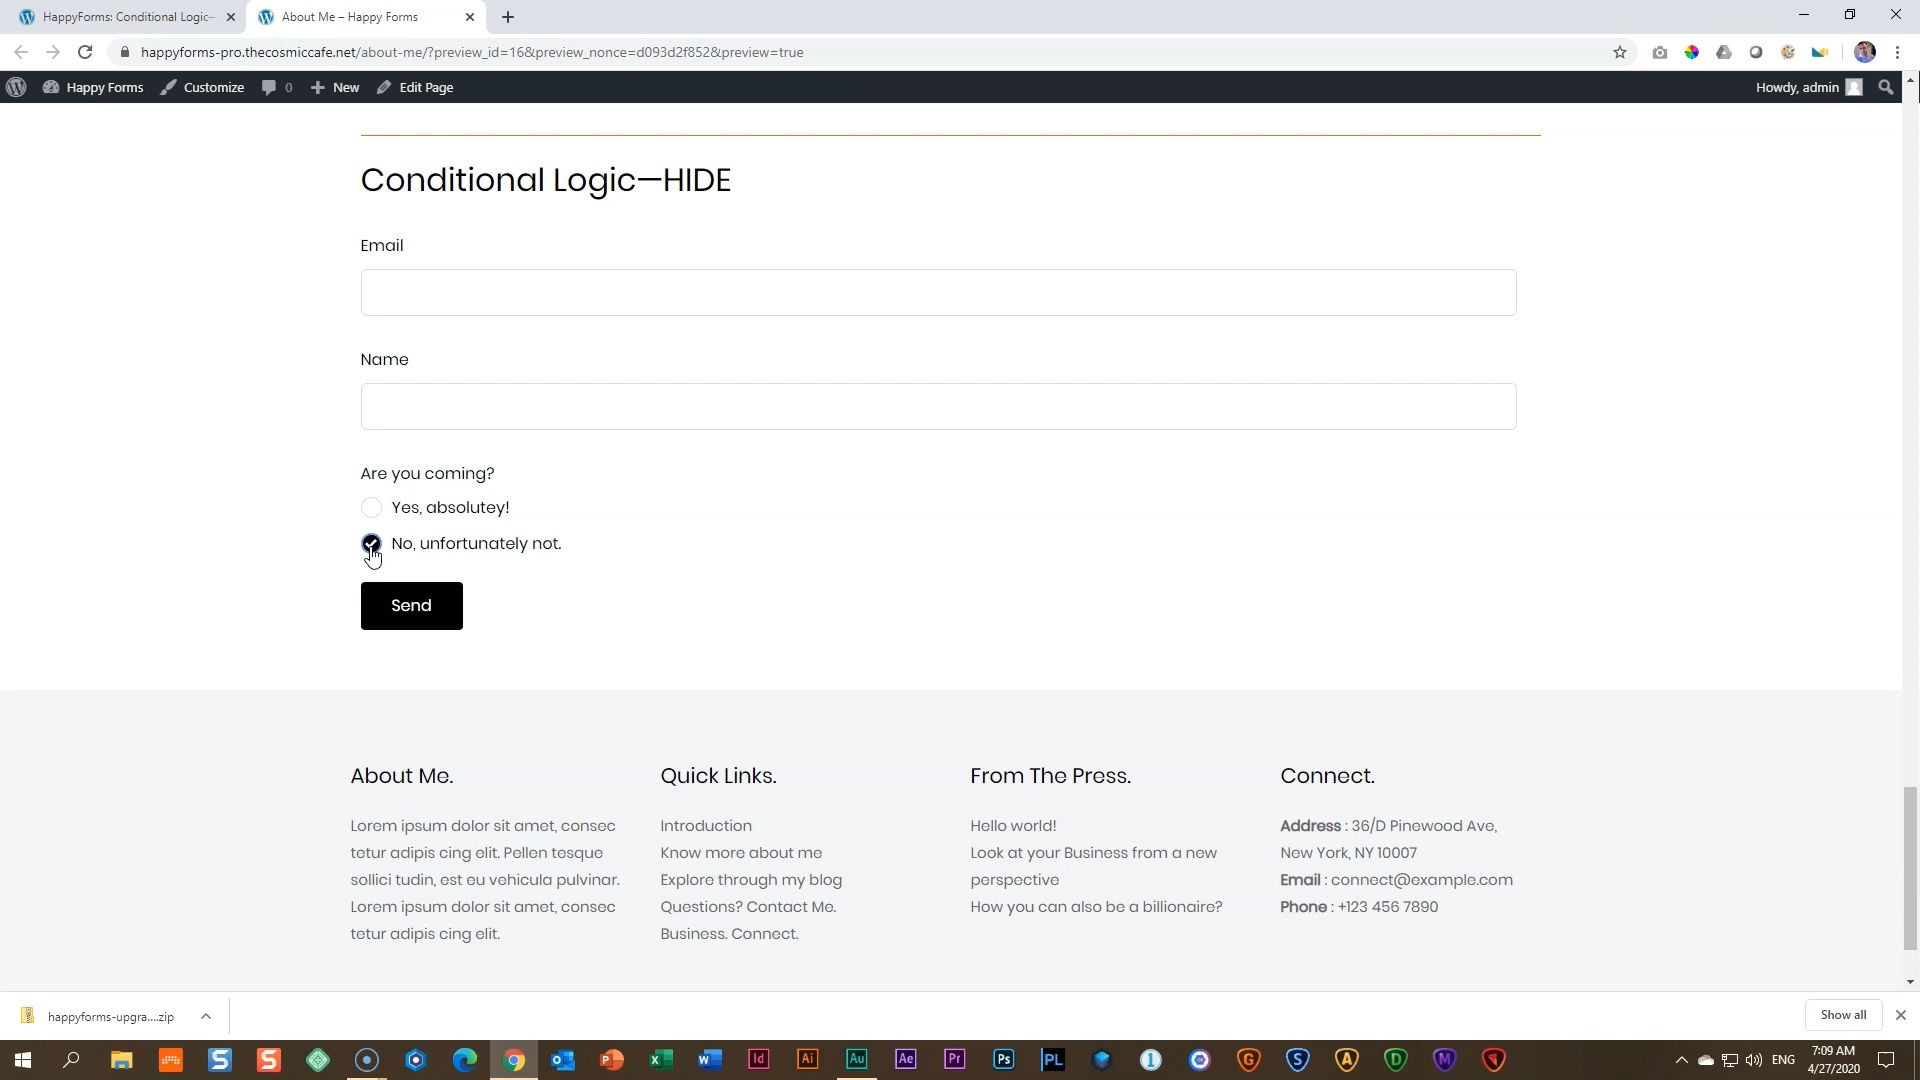 HappyForms: Conditional Logic–
About Me – Happy Forms
happyforms-pro.thecosmiccafe.net/about-me/?preview_id=16&preview_nonce=d093d2f852&preview=true
Happy Forms
Customize
0
New
Edit Page
Howdy, admin
Conditional Logic—HIDE
Email
Name
Are you coming?
Yes, absolutey!
No, unfortunately not.
Send
About Me.
Lorem ipsum dolor sit amet, consec
tetur adipis cing elit. Pellen tesque
sollici tudin, est eu vehicula pulvinar.
Lorem ipsum dolor sit amet, consec
tetur adipis cing elit.
Quick Links.
Introduction
Know more about me
Explore through my blog
Questions? Contact Me.
Business. Connect.
From The Press.
Hello world!
Look at your Business from a new
perspective
How you can also be a billionaire?
Connect.
Address : 36/D Pinewood Ave,
New York, NY 10007
Email : connect@example.com
Phone : +123 456 7890
happyforms-upgra....zip
Show all
Id
Ai
Au
Ae
Pr
Ps
PL
ENG
7:09 AM
4/27/2020